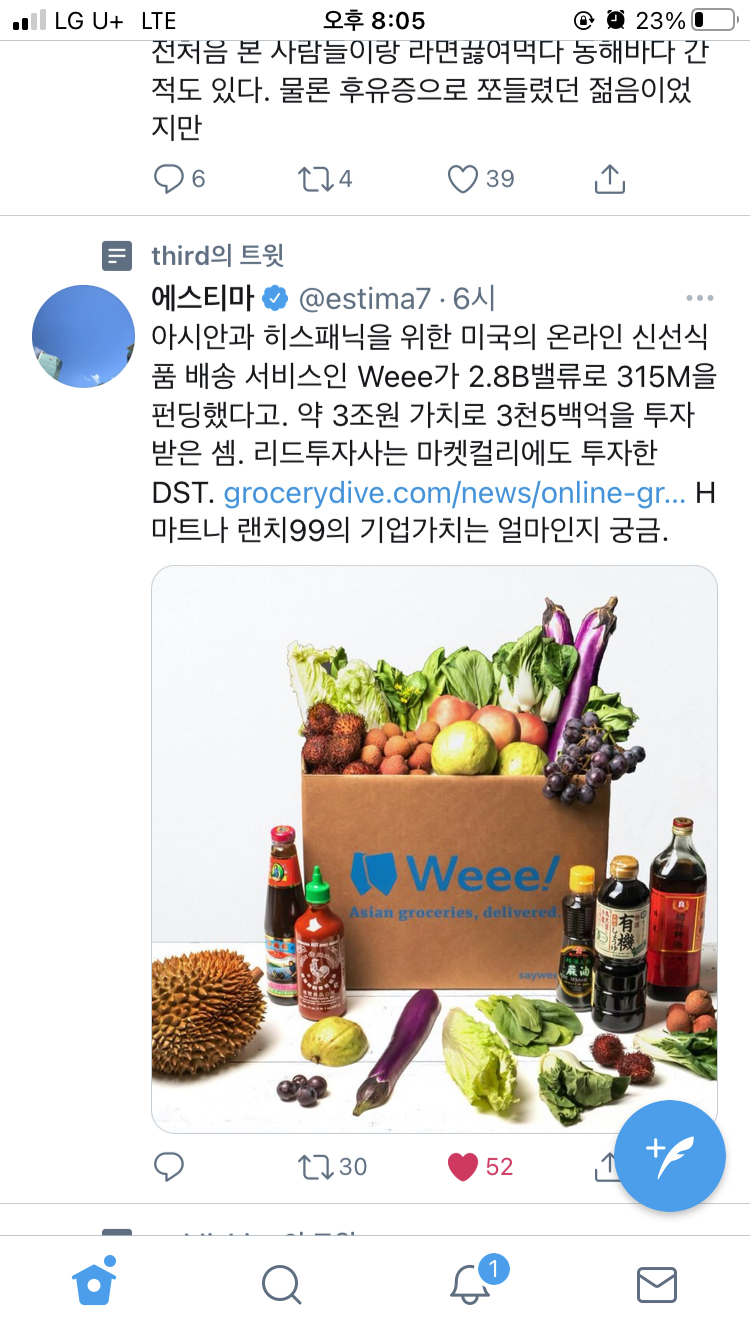 LG U+ LTE 오후 8:05 23%
전처음 본 사람들이랑 라면끓여먹다 동해바다 간
적도 있다. 물론 후유증으로 쪼들렸던 젊음이었
지만
6 4 39
third의 트윗
에스티마 @estima7 · 6시
아시안과 히스패닉을 위한 미국의 온라인 신선식
품 배송 서비스인 Weee가 2.8B밸류로 315M을
펀딩했다고. 약 3조원 가치로 3천5백억을 투자
받은 셈. 리드투자사는 마켓컬리에도 투자한
DST. grocerydive.com/news/online-gr... H
마트나 랜치99의 기업가치는 얼마인지 궁금.
Weee!
Asian groceries, delivered.
saywee
有機
麻油
30 52
1